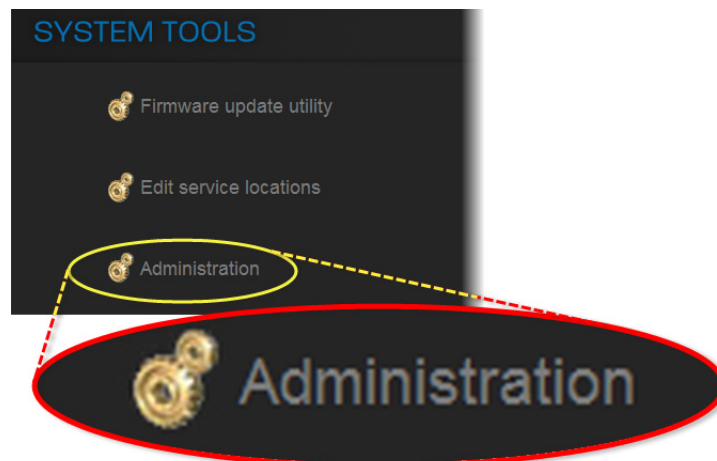 SYSTEM TOOLS
Firmware update utility
Edit service locations
Administration
Administration